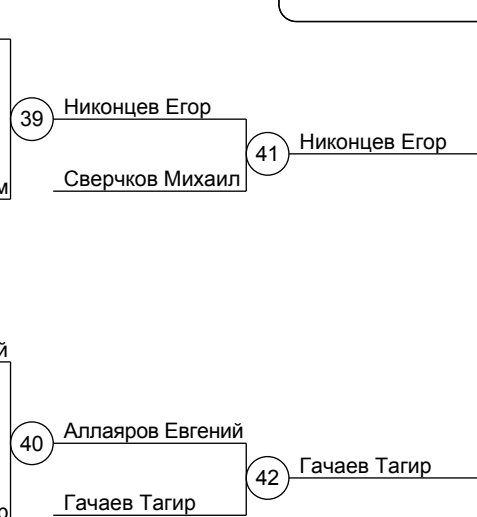 39
Никонцев Егор
41
Никонцев Егор
Сверчков Михаил
40
Аллаяров Евгений
42
Гачаев Тагир
Гачаев Тагир